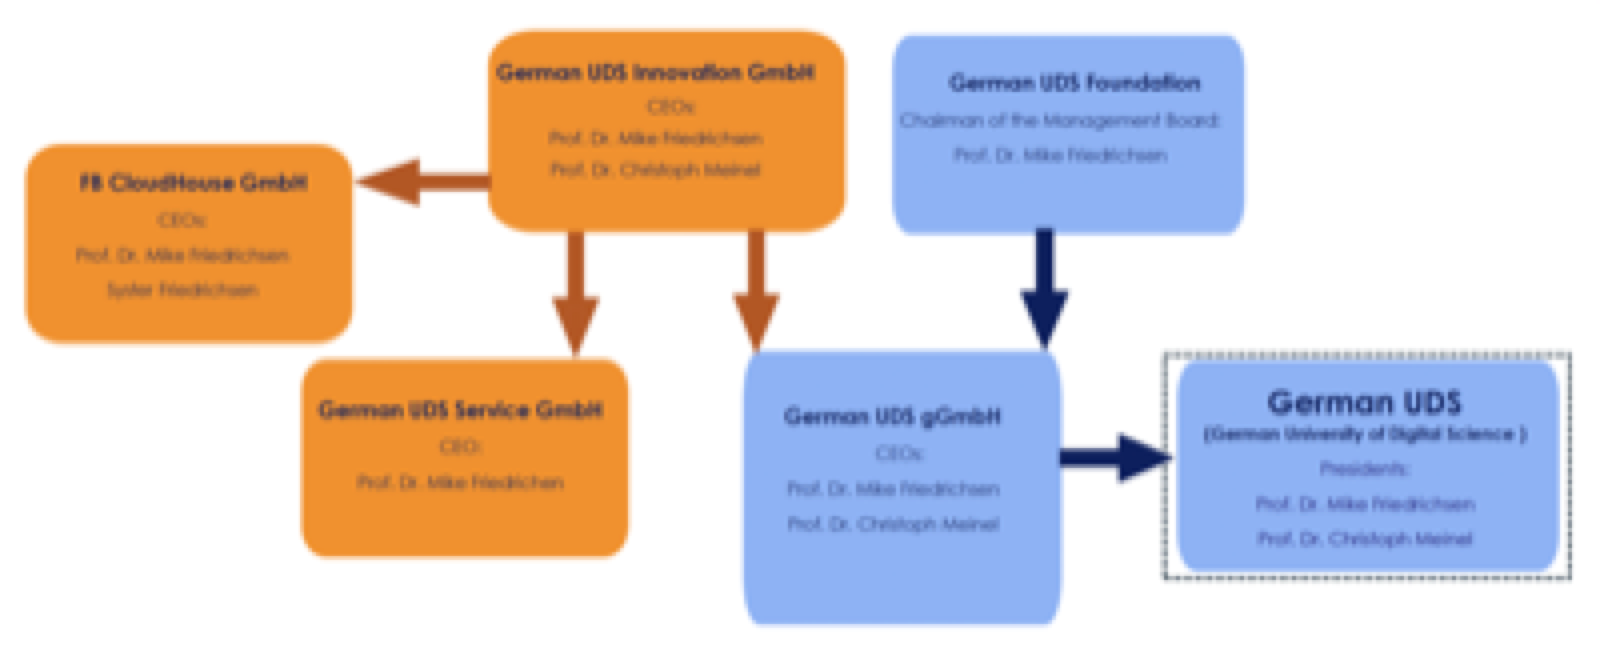 German UDS Innovation GmbH
CEOs:
Prof. Dr. Mike Friedrichsen
Prof. Dr. Christoph Meinel
German UDS Foundation
Chairman of the Management Board:
Prof. Dr. Mike Friedrichsen
FB CloudHouse GmbH
CEOs:
Prof. Dr. Mike Friedrichsen
Friedrichsen
German UDS Service GmbH
CEO:
Prof. Dr. Mike Friedrichen
German UDS gGmbH
CEOs:
Prof. Dr. Mike Friedrichsen
Prof. Dr. Christoph Meinel
German UDS
(German University of Digital Science )
Presidents:
Prof. Dr. Mike Friedrichsen
Prof. Dr. Christoph Meinel